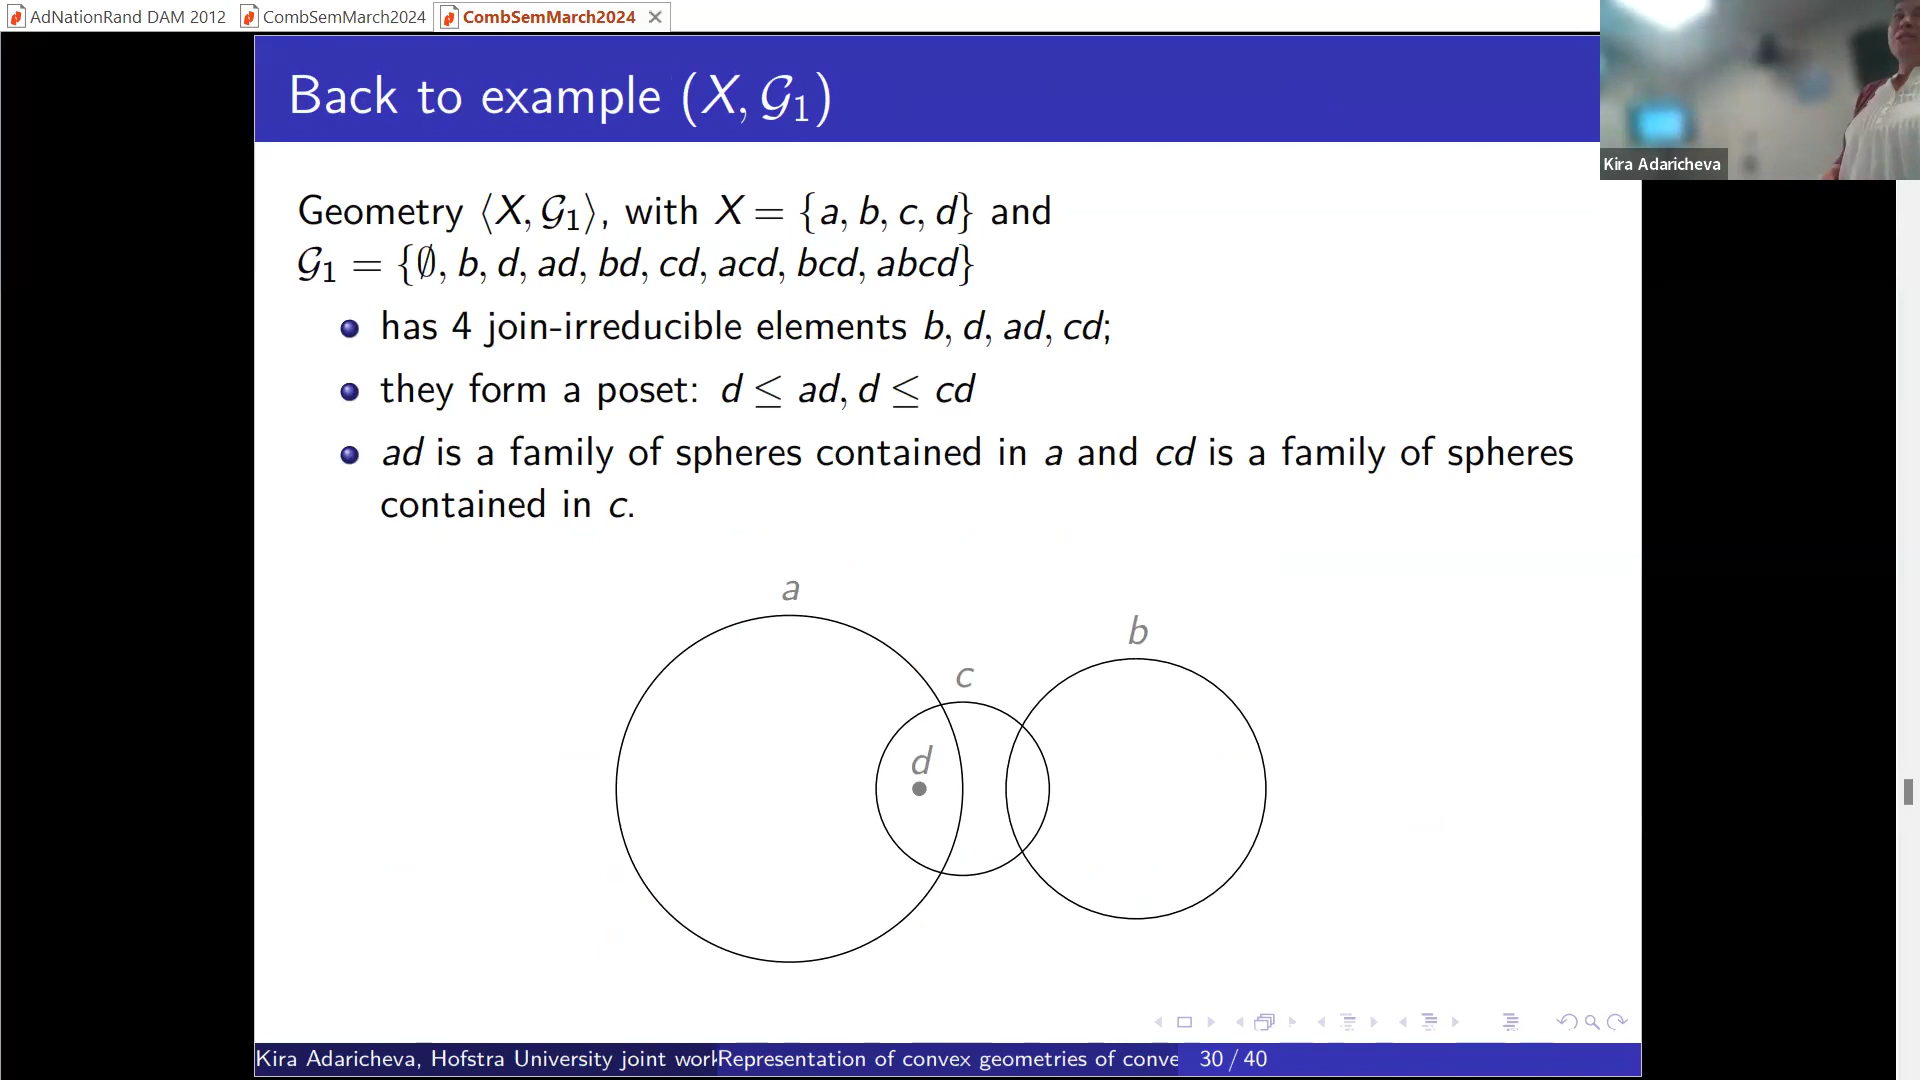 AdNationRand DAM 2012 CombSemMarch2024 CombSemMarch2024
Back to example (X, 𝒢₁)
Kira Adaricheva
Geometry ⟨X, 𝒢₁⟩, with X = {a, b, c, d} and
𝒢₁ = {∅, b, d, ad, bd, cd, acd, bcd, abcd}
has 4 join-irreducible elements b, d, ad, cd;
they form a poset: d ≤ ad, d ≤ cd
ad is a family of spheres contained in a and cd is a family of spheres
contained in c.
a
b
c
d
Kira Adaricheva, Hofstra University joint work Representation of convex geometries of conve 30 / 40